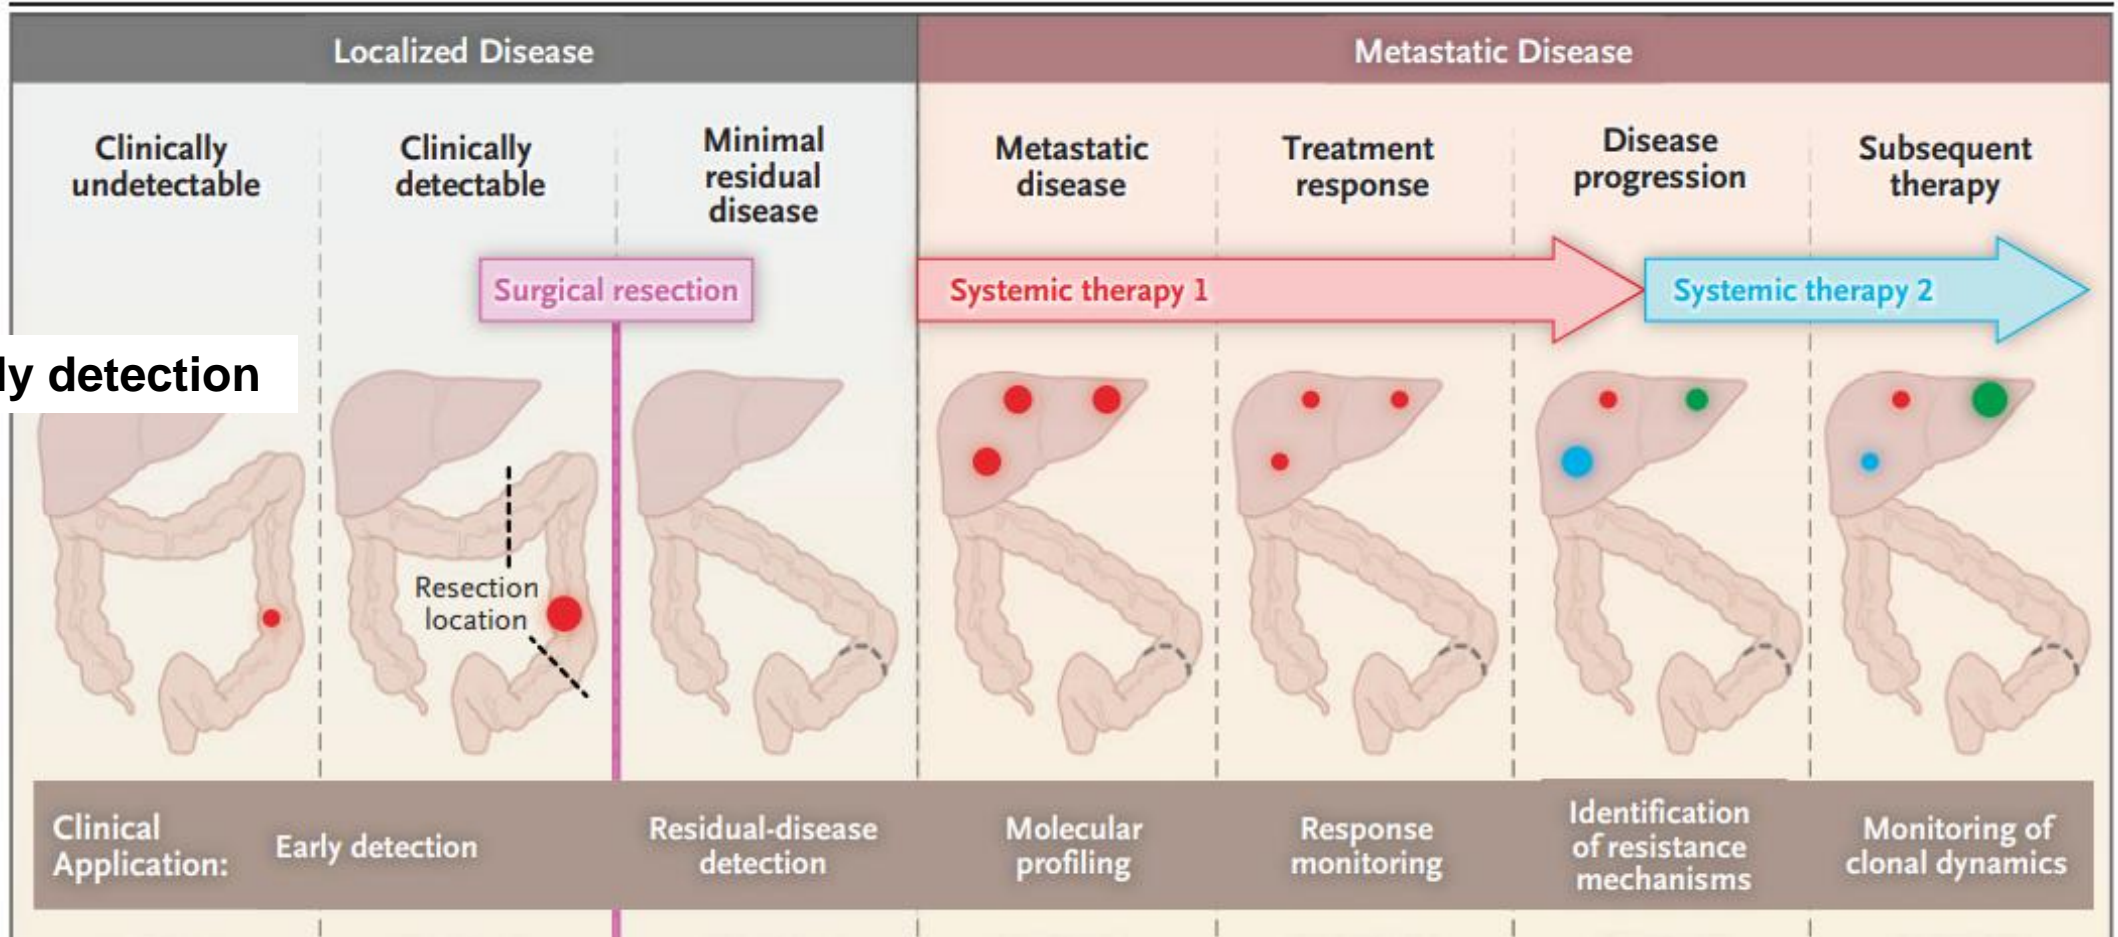 Localized Disease
Metastatic Disease
Clinically
undetectable
Clinically
detectable
Minimal
residual
disease
Metastatic
disease
Treatment
response
Disease
progression
Subsequent
therapy
Surgical resection
Systemic therapy 1
Systemic therapy 2
ly detection
Resection
location
Clinical
Application:
Early detection
Residual-disease
detection
Molecular
profiling
Response
monitoring
Identification
of resistance
mechanisms
Monitoring of
clonal dynamics